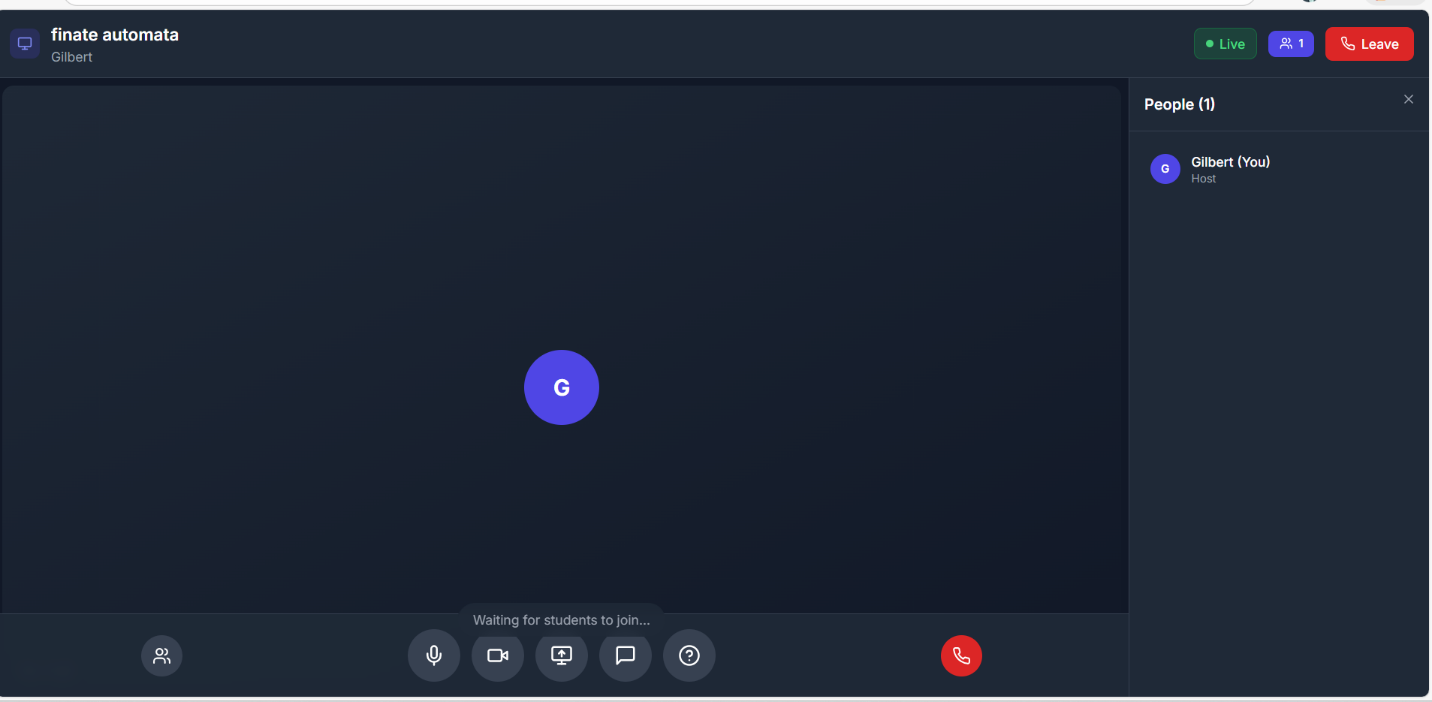 finate automata
Gilbert
Live
1
Leave
People (1)
G
Gilbert (You)
Host
G
Waiting for students to join...